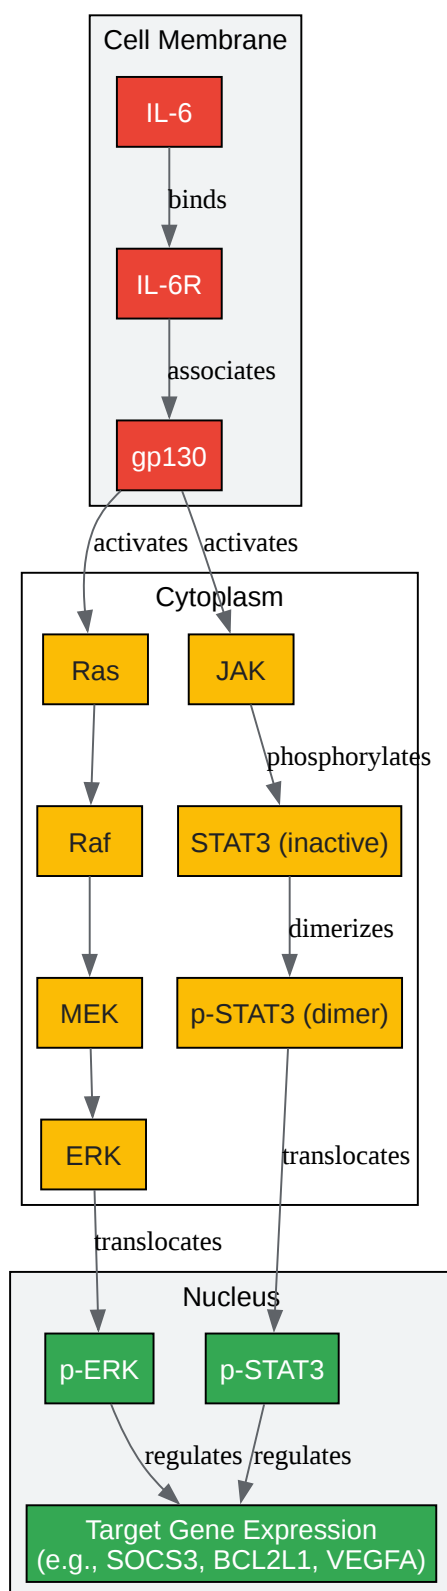 Cell Membrane
IL-6
binds
IL-6R
associates
gp130
activates
activates
Cytoplasm
Ras
JAK
phosphorylates
Raf
STAT3 (inactive)
dimerizes
MEK
p-STAT3 (dimer)
ERK
translocates
translocates
Nucleus
p-ERK
p-STAT3
regulates
regulates
Target Gene Expression
(e.g., SOCS3, BCL2L1, VEGFA)